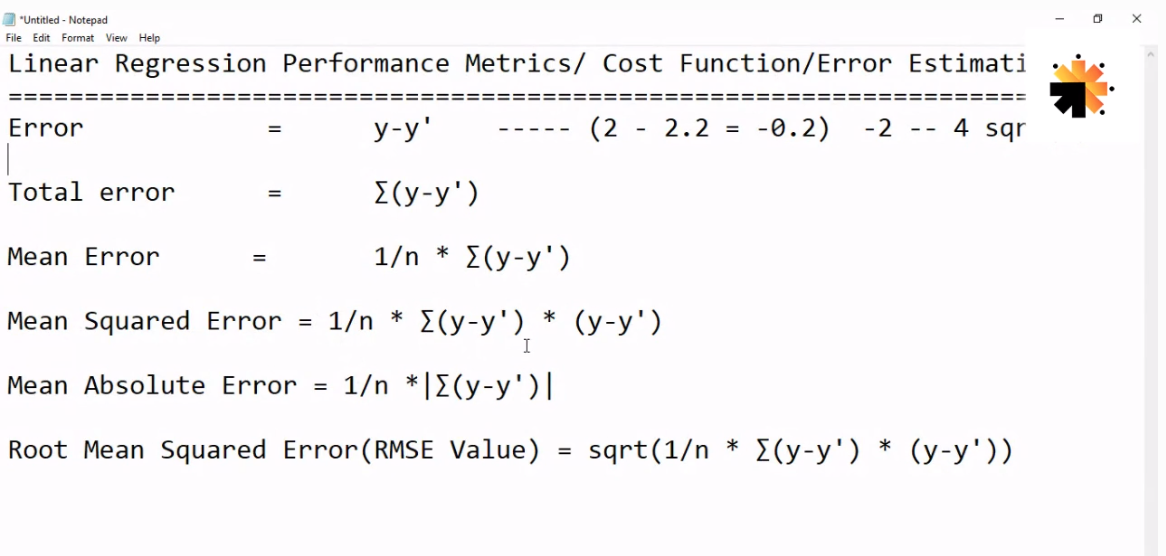 *Untitled - Notepad
File Edit Format View Help
Linear Regression Performance Metrics/ Cost Function/Error Estimati
===================================================================
Error = y-y' ----- (2 - 2.2 = -0.2) -2 -- 4 sqr
Total error = Σ(y-y')
Mean Error = 1/n * Σ(y-y')
Mean Squared Error = 1/n * Σ(y-y') * (y-y')
Mean Absolute Error = 1/n *|Σ(y-y')|
Root Mean Squared Error(RMSE Value) = sqrt(1/n * Σ(y-y') * (y-y'))